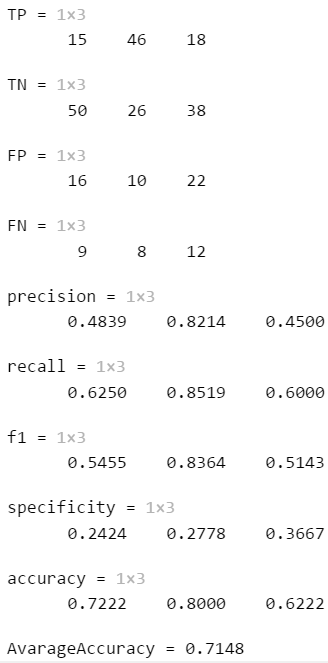 TP = 1×3
15 46 18
TN = 1×3
50 26 38
FP = 1×3
16 10 22
FN = 1×3
9 8 12
precision = 1×3
0.4839 0.8214 0.4500
recall = 1×3
0.6250 0.8519 0.6000
f1 = 1×3
0.5455 0.8364 0.5143
specificity = 1×3
0.2424 0.2778 0.3667
accuracy = 1×3
0.7222 0.8000 0.6222
AvarageAccuracy = 0.7148